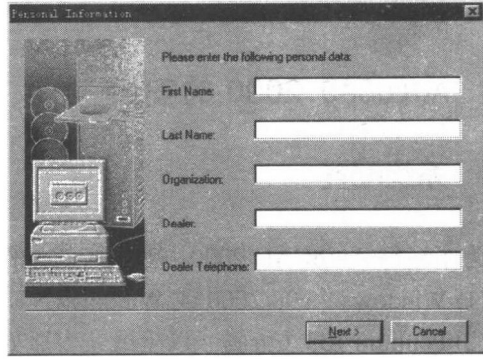 Personal Information
Please enter the following personal data:
First Name:
Last Name:
Organization:
Dealer:
Dealer Telephone:
Next >
Cancel